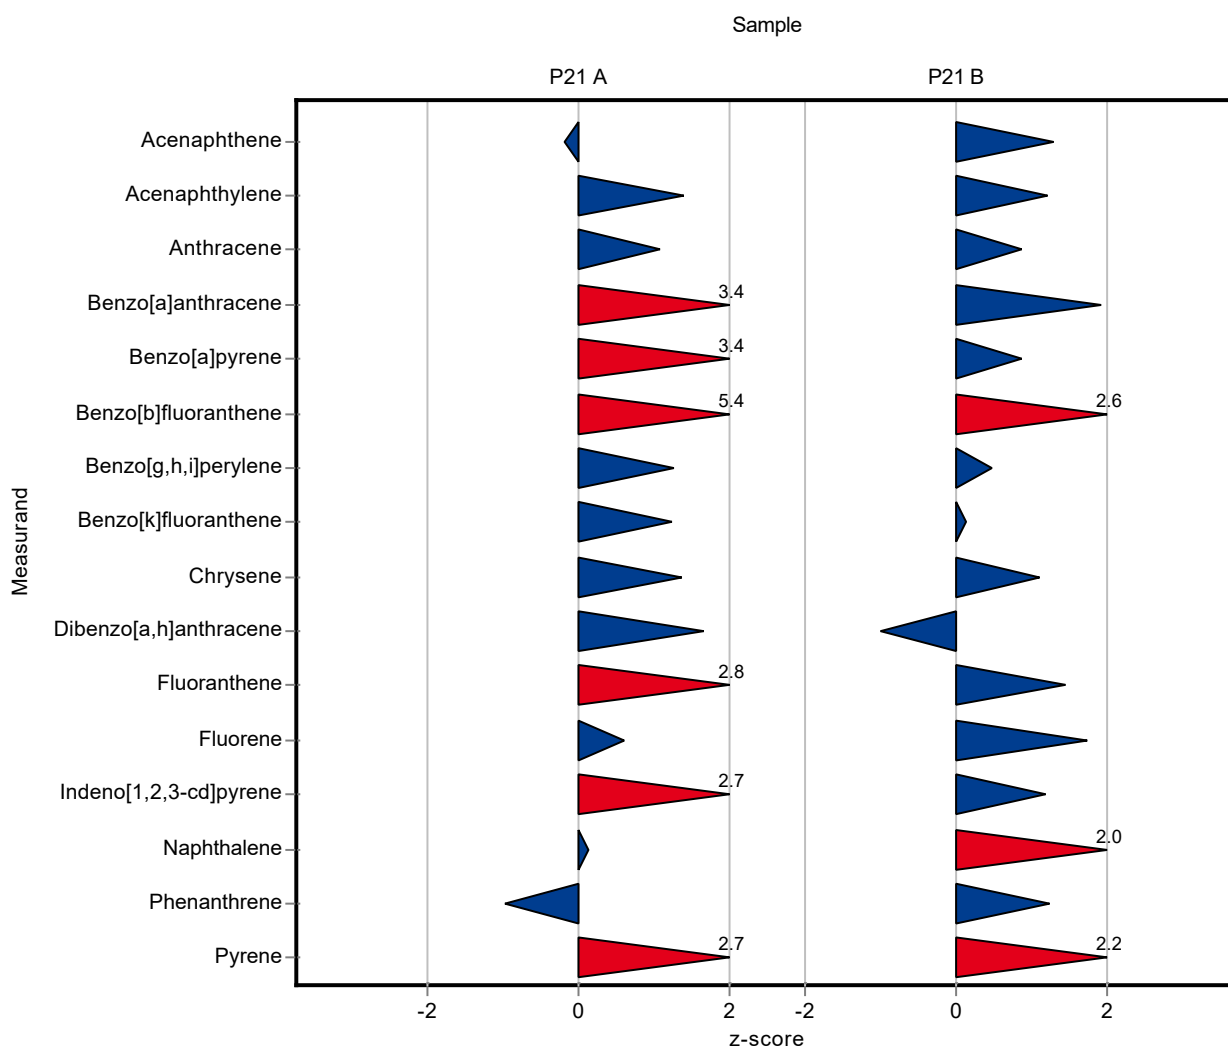 Sample
P21 A P21 B
Acenaphthene
Acenaphthylene
Anthracene
Benzo[a]anthracene 3.4
Benzo[a]pyrene 3.4
Benzo[b]fluoranthene 5.4 2.6
Benzo[g,h,i]perylene
Benzo[k]fluoranthene
Chrysene
Dibenzo[a,h]anthracene
Fluoranthene 2.8
Fluorene
Indeno[1,2,3-cd]pyrene 2.7
Naphthalene 2.0
Phenanthrene
Pyrene 2.7 2.2
Measurand
-2 0 2 -2 0 2
z-score